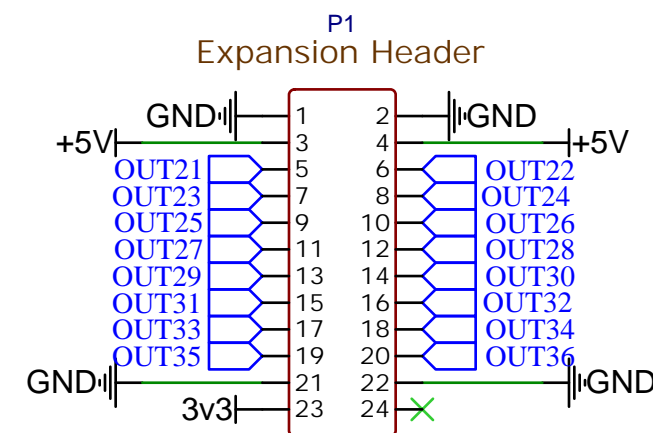 P1
Expansion Header
GND 1 2 GND
+5V 3 4 +5V
OUT21 5 6 OUT22
OUT23 7 8 OUT24
OUT25 9 10 OUT26
OUT27 11 12 OUT28
OUT29 13 14 OUT30
OUT31 15 16 OUT32
OUT33 17 18 OUT34
OUT35 19 20 OUT36
GND 21 22 GND
3v3 23 24